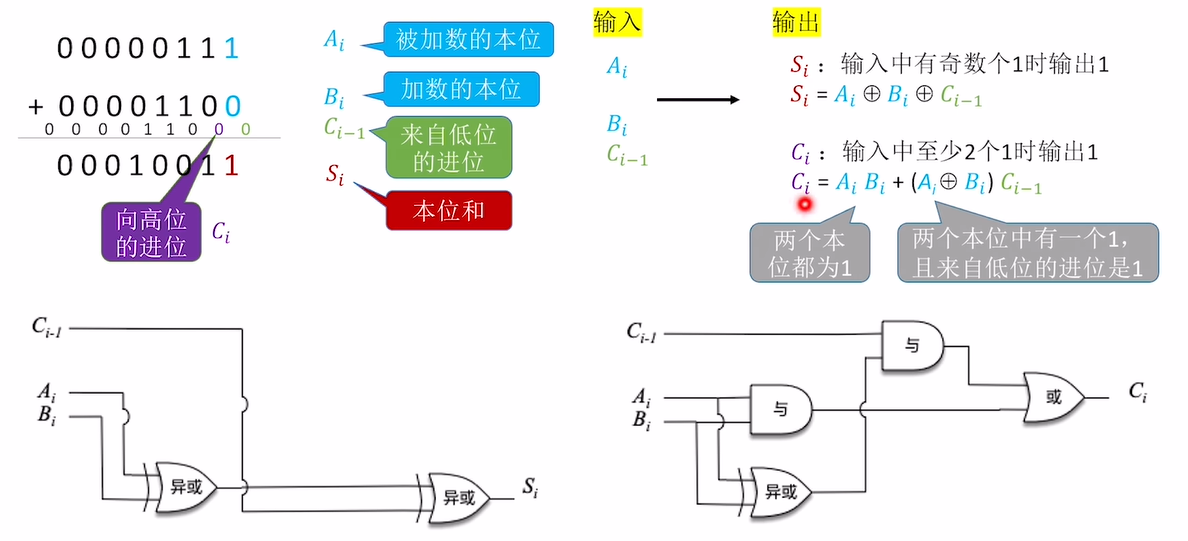 0 0 0 0 0 1 1 1
+ 0 0 0 0 1 1 0 0
0 0 0 0 1 1 0 0 0
0 0 0 1 0 0 1 1
向高位
的进位
C_i
A_i
被加数的本位
B_i
加数的本位
C_{i-1}
来自低位
的进位
S_i
本位和
输入
A_i
B_i
C_{i-1}
输出
S_i : 输入中有奇数个1时输出1
S_i = A_i ⊕ B_i ⊕ C_{i-1}
C_i : 输入中至少2个1时输出1
C_i = A_i B_i + (A_i ⊕ B_i) C_{i-1}
两个本
位都为1
两个本位中有一个1,
且来自低位的进位是1
C_{i-1}
A_i
B_i
异或
异或
S_i
C_{i-1}
A_i
B_i
与
与
异或
或
C_i